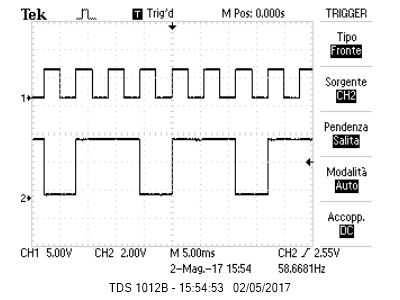 Tek T Trig'd M Pos: 0.000s TRIGGER
Tipo
Fronte
Sorgente
CH2
Pendenza
Salita
Modalità
Auto
Accopp.
DC
1
2
CH1 5.00V CH2 2.00V M 5.00ms CH2 2.55V
2-Mag.-17 15:54 58.6681Hz
TDS 1012B - 15:54:53 02/05/2017